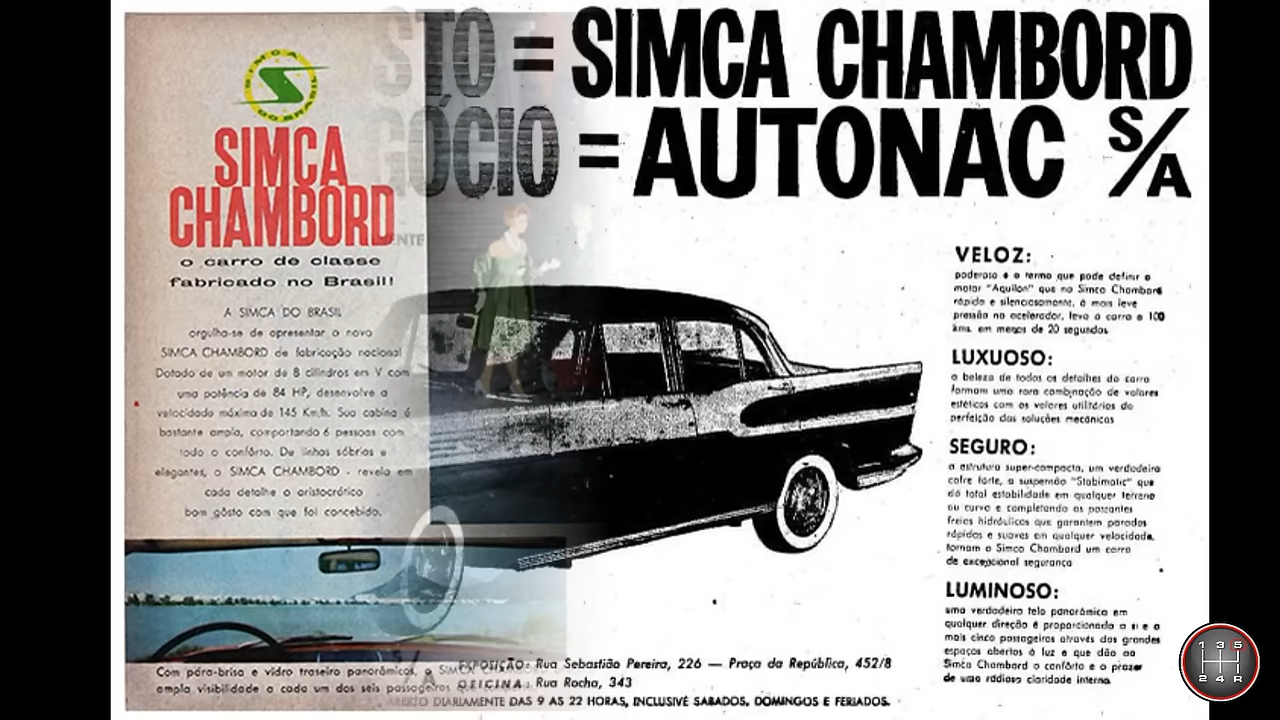 STO = SIMCA CHAMBORD
GÓCIO = AUTONAC S/A
SIMCA
DO BRASIL
SIMCA
CHAMBORD
o carro de classe
fabricado no Brasil!
A SIMCA DO BRASIL
orgulha-se de apresentar o novo
SIMCA CHAMBORD de fabricação nacional
Dotado de um motor de 8 cilindros em V com
uma potência de 84 HP, desenvolve a
velocidade máxima de 145 Km/h. Sua cabine é
bastante ampla, comportando 6 pessoas com
todo o confôrto. De linhas sóbrias e
elegantes, o SIMCA CHAMBORD - revela em
cada detalhe o aristocrático
bom gôsto com que foi concebido.
Com pára-brisa e vidro traseiro panorâmicos, o SIMCA
ampla visibilidade a cada um dos seis passageiros
ENTE
VELOZ:
poderoso é o termo que pode definir o
motor "Aquilon" que no Simca Chambord
rápido e silenciosamente, à mais leve
pressão no acelerador, leva o carro a 100
kms. em menos de 20 segundos
LUXUOSO:
a beleza de todos os detalhes do carro
formam uma rara combinação de valores
estéticos com os valores utilitários da
perfeição das soluções mecânicas
SEGURO:
a estrutura super-compacta, um verdadeiro
cofre forte, a suspensão "Stabimatic" que
dá total estabilidade em qualquer terreno
ou curva e completando os possantes
freios hidráulicos que garantem paradas
rápidas e suaves em qualquer velocidade,
tornam o Simca Chambord um carro
de excepcional segurança
LUMINOSO:
uma verdadeira tela panorâmica em
qualquer direção é proporcionada a si e a
mais cinco passageiros através dos grandes
espaços abertos à luz e que dão ao
Simca Chambord o confôrto e o prazer
de uma radiosa claridade interna
EXPOSIÇÃO: Rua Sebastião Pereira, 226 — Praça da República, 452/8
OFICINA: Rua Rocha, 343
ABERTO DIARIAMENTE DAS 9 AS 22 HORAS, INCLUSIVÉ SABADOS, DOMINGOS E FERIADOS.
1 3 5
2 4 R